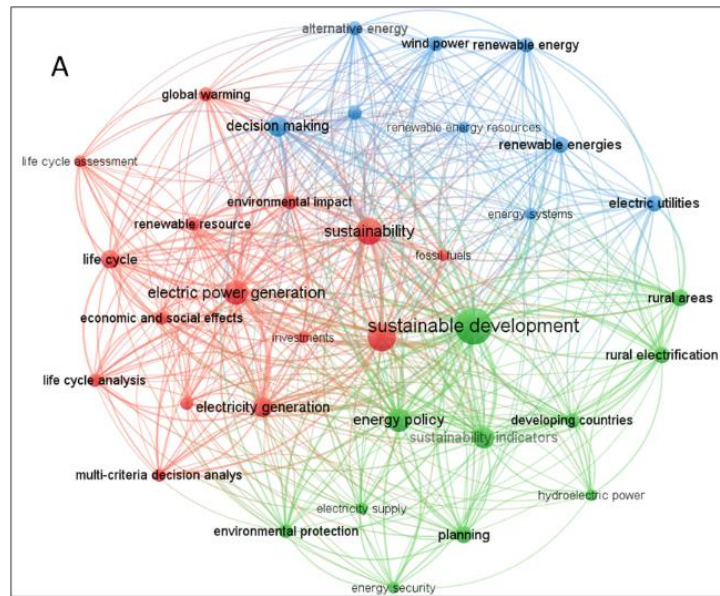 alternative energy
wind power
renewable energy
A
global warming
decision making
renewable energy resources
renewable energies
life cycle assessment
environmental impact
energy systems
electric utilities
renewable resource
sustainability
life cycle
fossil fuels
electric power generation
rural areas
economic and social effects
sustainable development
investments
rural electrification
life cycle analysis
electricity generation
energy policy
developing countries
sustainability indicators
multi-criteria decision analys
hydroelectric power
electricity supply
environmental protection
planning
energy security